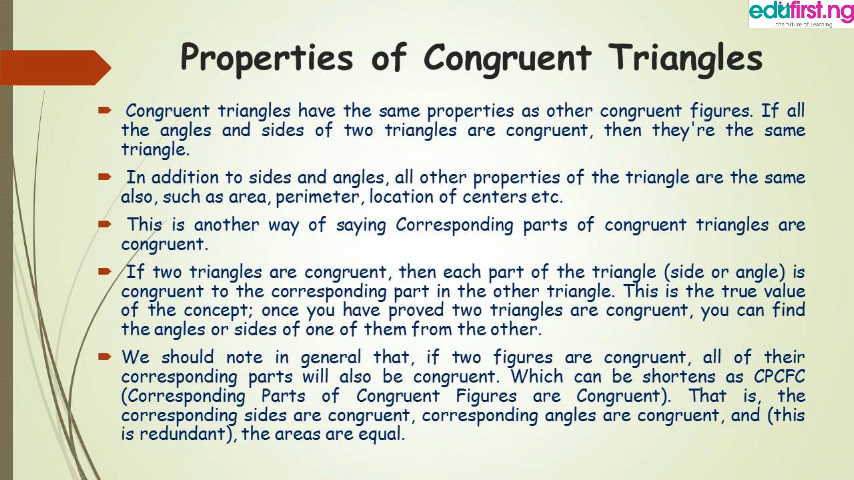 edufirst.ng
the future of learning
Properties of Congruent Triangles
Congruent triangles have the same properties as other congruent figures. If all
the angles and sides of two triangles are congruent, then they're the same
triangle.
In addition to sides and angles, all other properties of the triangle are the same
also, such as area, perimeter, location of centers etc.
This is another way of saying Corresponding parts of congruent triangles are
congruent.
If two triangles are congruent, then each part of the triangle (side or angle) is
congruent to the corresponding part in the other triangle. This is the true value
of the concept; once you have proved two triangles are congruent, you can find
the angles or sides of one of them from the other.
We should note in general that, if two figures are congruent, all of their
corresponding parts will also be congruent. Which can be shortens as CPCFC
(Corresponding Parts of Congruent Figures are Congruent). That is, the
corresponding sides are congruent, corresponding angles are congruent, and (this
is redundant), the areas are equal.